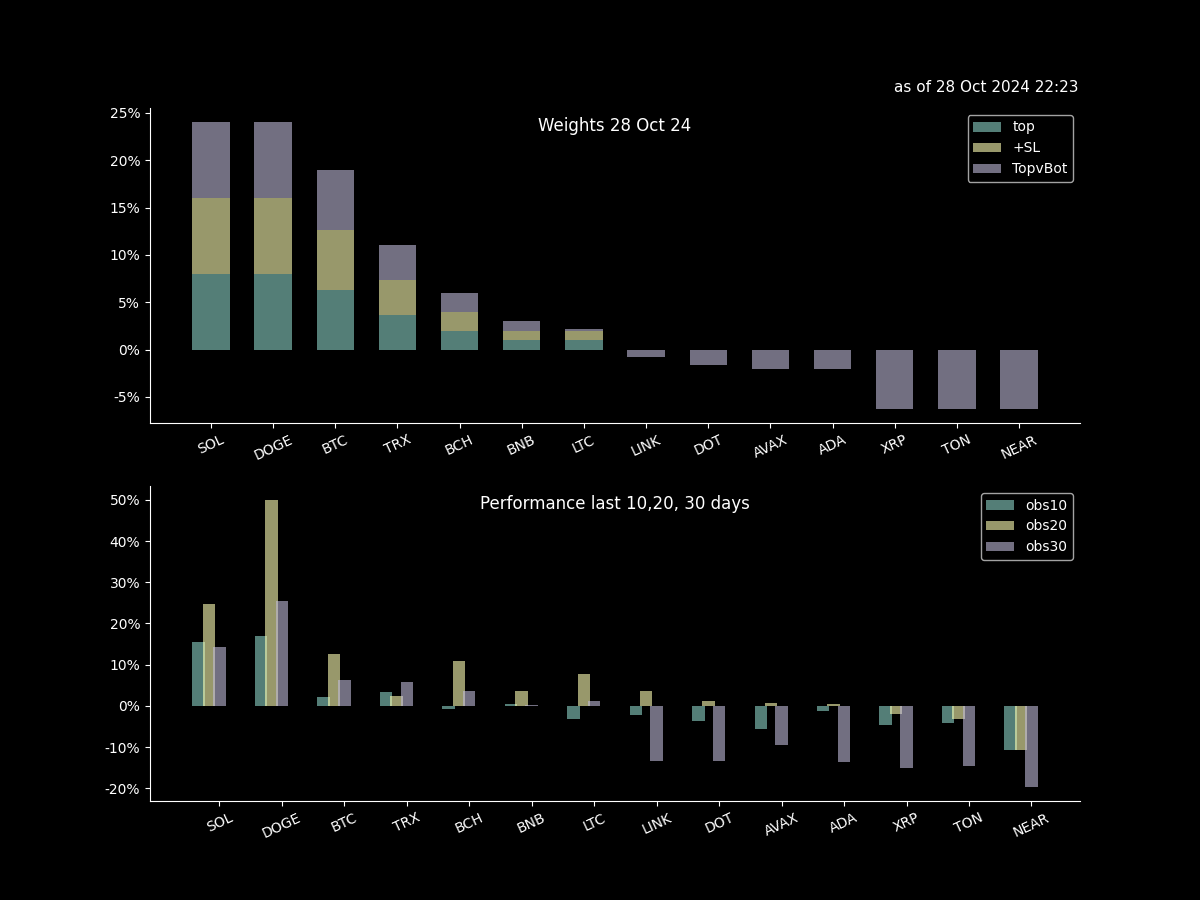 as of 28 Oct 2024 22:23
Weights 28 Oct 24
top
+SL
TopvBot
25%
20%
15%
10%
5%
0%
-5%
SOL DOGE BTC TRX BCH BNB LTC LINK DOT AVAX ADA XRP TON NEAR
Performance last 10,20, 30 days
obs10
obs20
obs30
50%
40%
30%
20%
10%
0%
-10%
-20%
SOL DOGE BTC TRX BCH BNB LTC LINK DOT AVAX ADA XRP TON NEAR